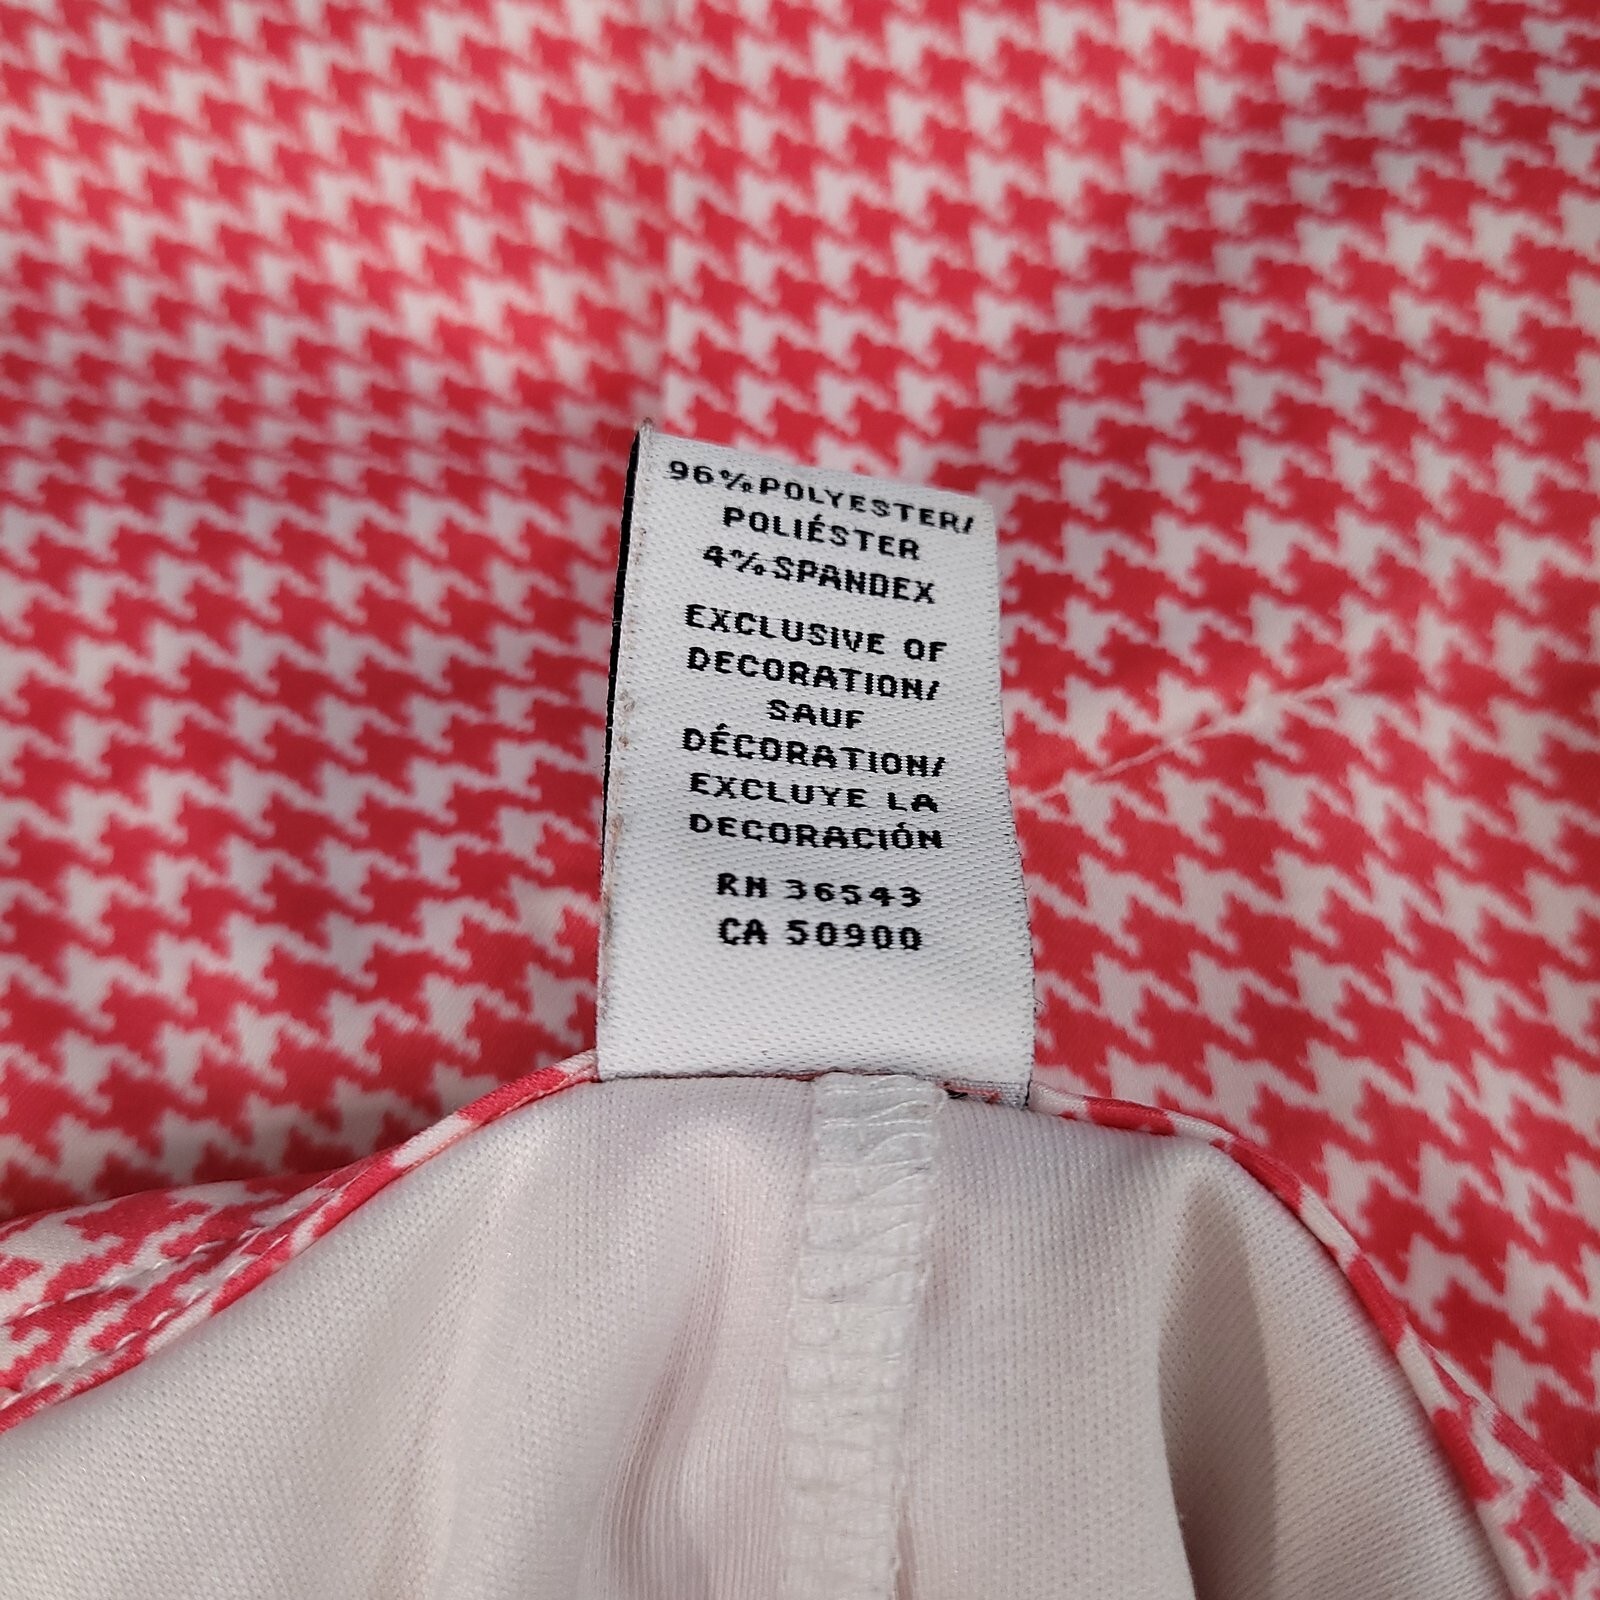 96% POLYESTER/
POLIÉSTER
4% SPANDEX
EXCLUSIVE OF
DECORATION/
SAUF
DÉCORATION/
EXCLUYE LA
DECORACIÓN
RN 36543
CA 50900